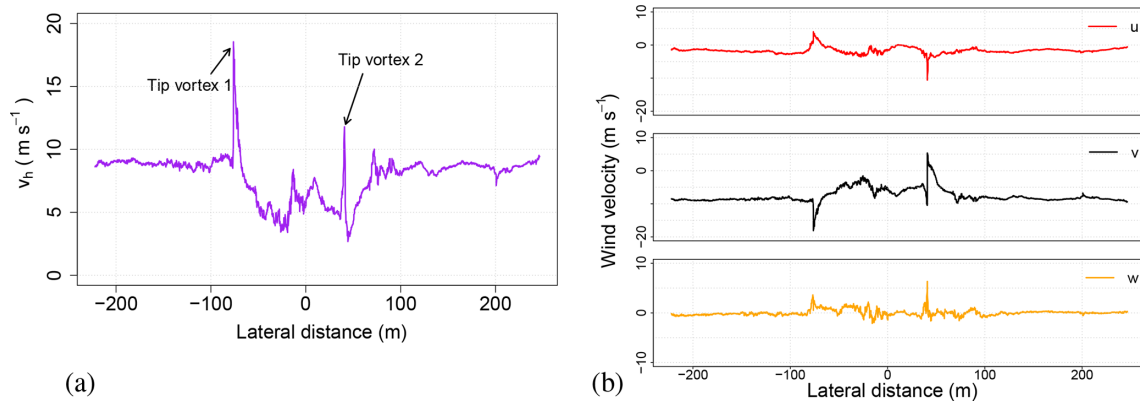 20
15
10
5
0
v_h ( m s⁻¹)
Tip vortex 1
Tip vortex 2
−200 −100 0 100 200
Lateral distance (m)
(a)
10
0
−20
u
10
0
−20
v
10
0
−10
w
Wind velocity (m s⁻¹)
−200 −100 0 100 200
Lateral distance (m)
(b)